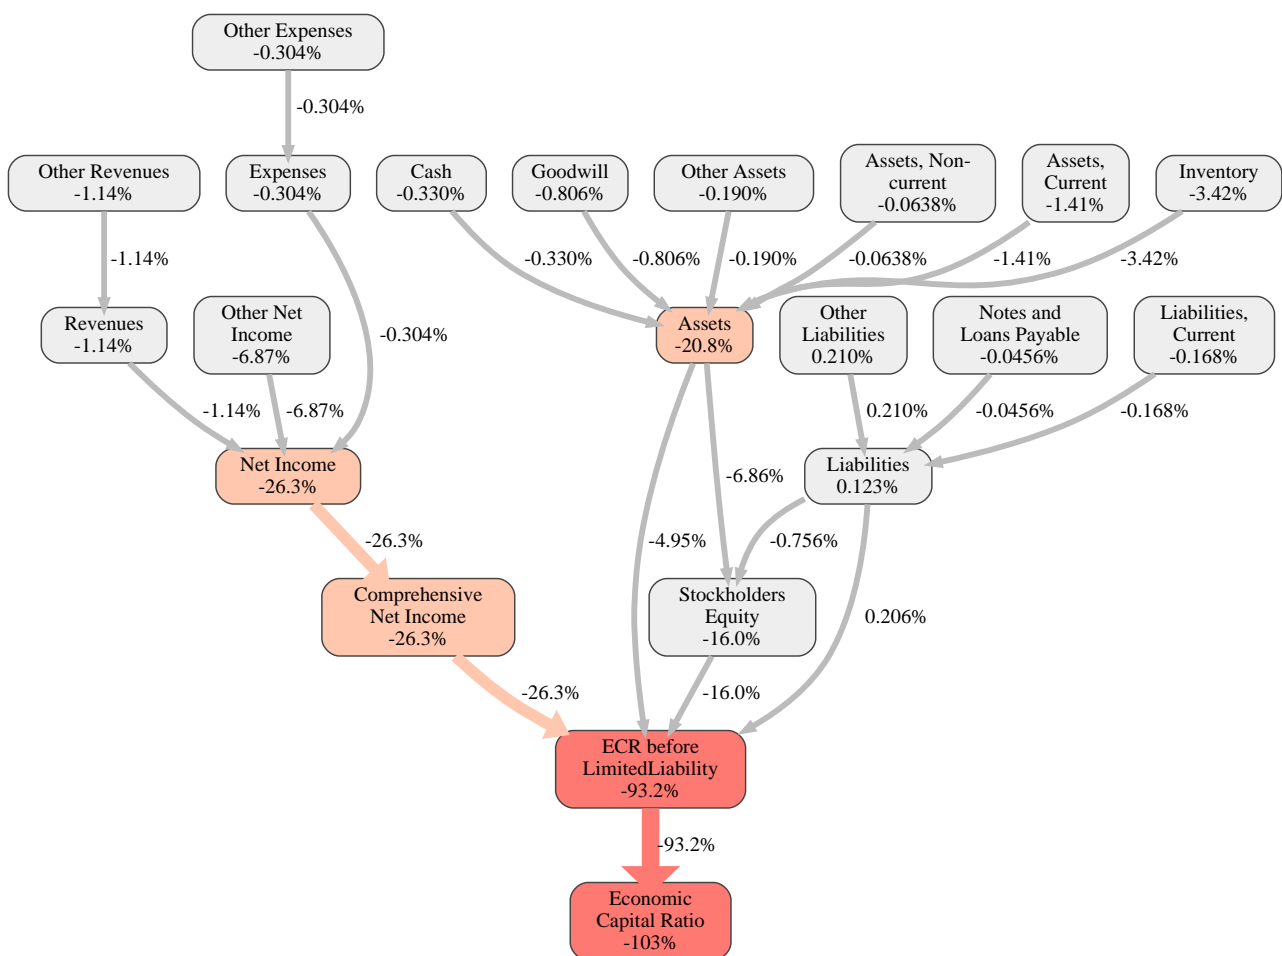 Other Expenses
-0.304%
-0.304%
Other Revenues
-1.14%
Expenses
-0.304%
Cash
-0.330%
Goodwill
-0.806%
Other Assets
-0.190%
Assets, Non-
current
-0.0638%
Assets,
Current
-1.41%
Inventory
-3.42%
-1.14%
-0.330%
-0.806%
-0.190%
-0.0638%
-1.41%
-3.42%
Revenues
-1.14%
Other Net
Income
-6.87%
-0.304%
Assets
-20.8%
Other
Liabilities
0.210%
Notes and
Loans Payable
-0.0456%
Liabilities,
Current
-0.168%
-1.14%
-6.87%
0.210%
-0.0456%
-0.168%
Net Income
-26.3%
-6.86%
Liabilities
0.123%
-26.3%
-4.95%
-0.756%
Comprehensive
Net Income
-26.3%
Stockholders
Equity
-16.0%
0.206%
-26.3%
-16.0%
ECR before
LimitedLiability
-93.2%
-93.2%
Economic
Capital Ratio
-103%